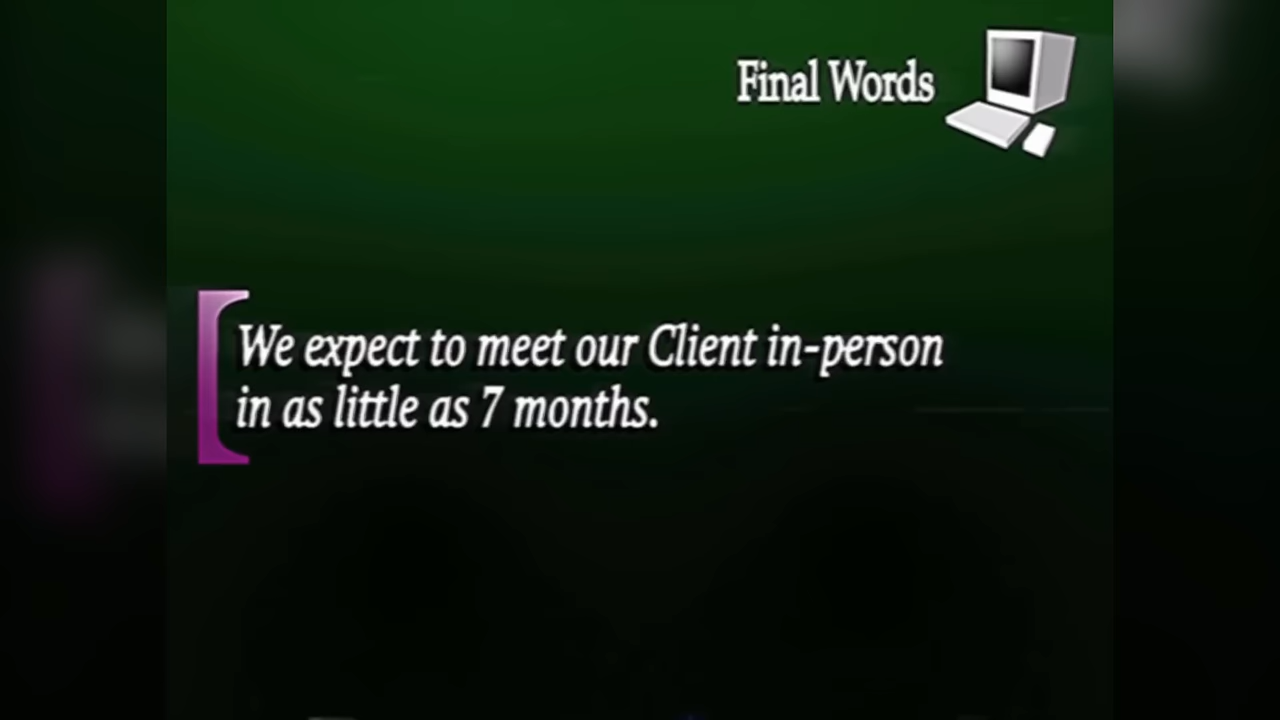 Final Words
We expect to meet our Client in-person
in as little as 7 months.